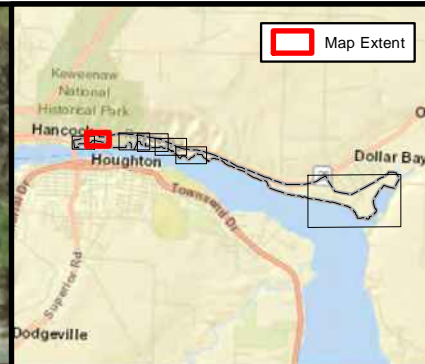 Map Extent
Keweenaw
National
Historical Park
Hancock
Houghton
Dollar Bay
Townsend Dr
Superior Rd
Dodgeville